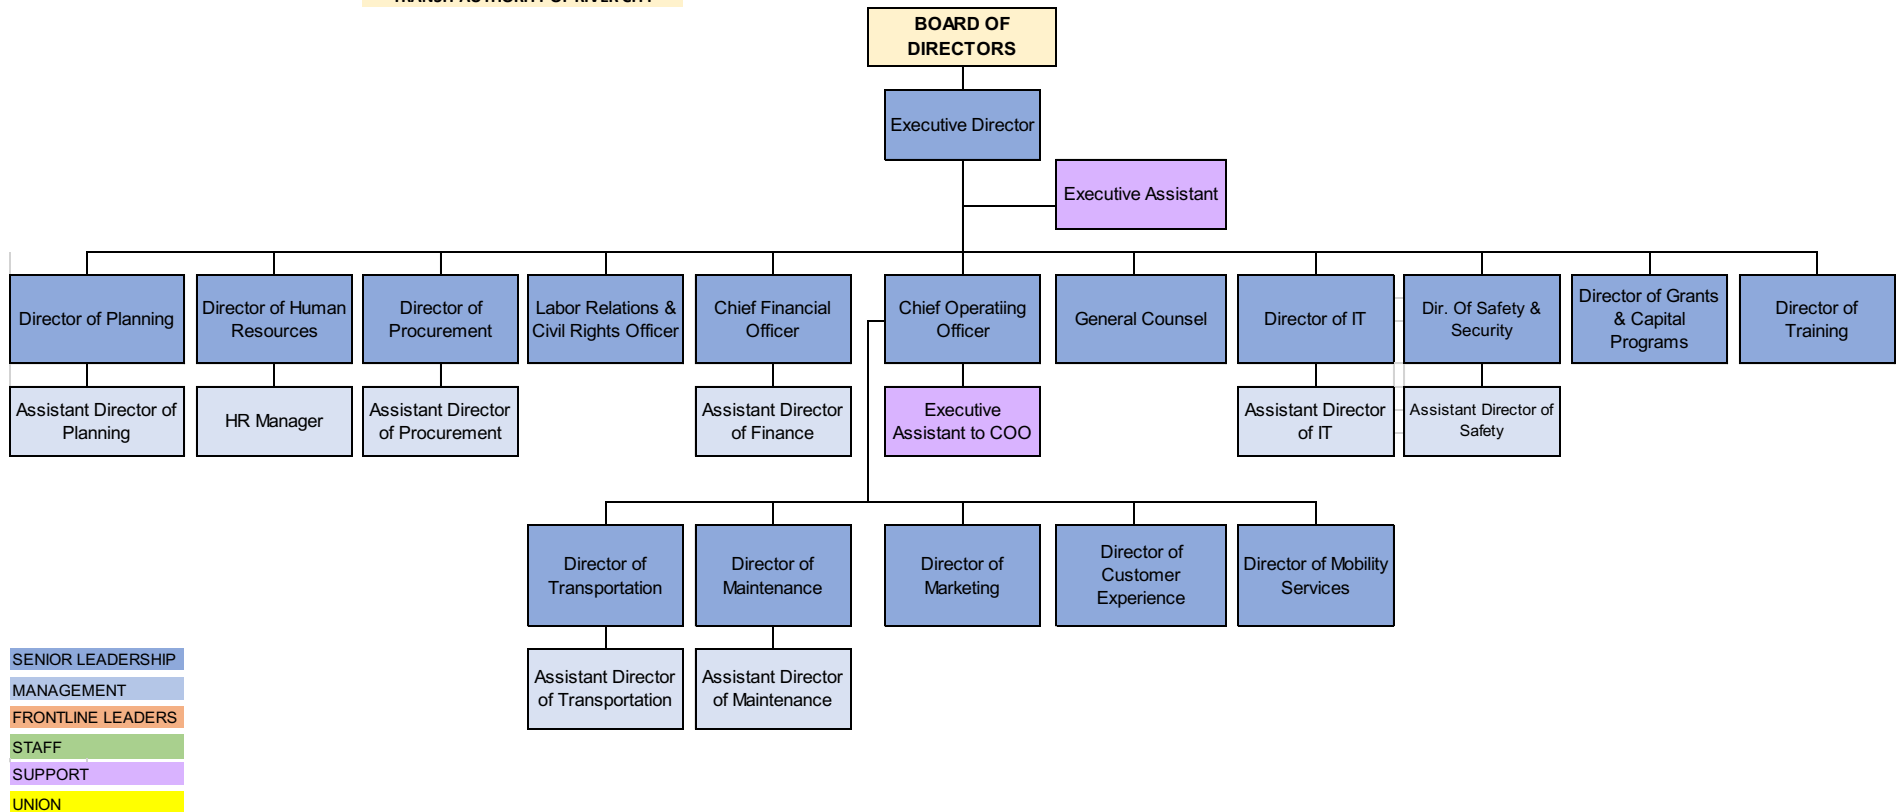 TRANSIT AUTHORITY OF RIVER CITY
BOARD OF
DIRECTORS
Executive Director
Executive Assistant
Director of Planning
Director of Human
Resources
Director of
Procurement
Labor Relations &
Civil Rights Officer
Chief Financial
Officer
Chief Operatiing
Officer
General Counsel
Director of IT
Dir. Of Safety &
Security
Director of Grants
& Capital
Programs
Director of
Training
Assistant Director of
Planning
HR Manager
Assistant Director
of Procurement
Assistant Director
of Finance
Executive
Assistant to COO
Assistant Director
of IT
Assistant Director of
Safety
Director of
Transportation
Director of
Maintenance
Director of
Marketing
Director of
Customer
Experience
Director of Mobility
Services
Assistant Director
of Transportation
Assistant Director
of Maintenance
SENIOR LEADERSHIP
MANAGEMENT
FRONTLINE LEADERS
STAFF
SUPPORT
UNION